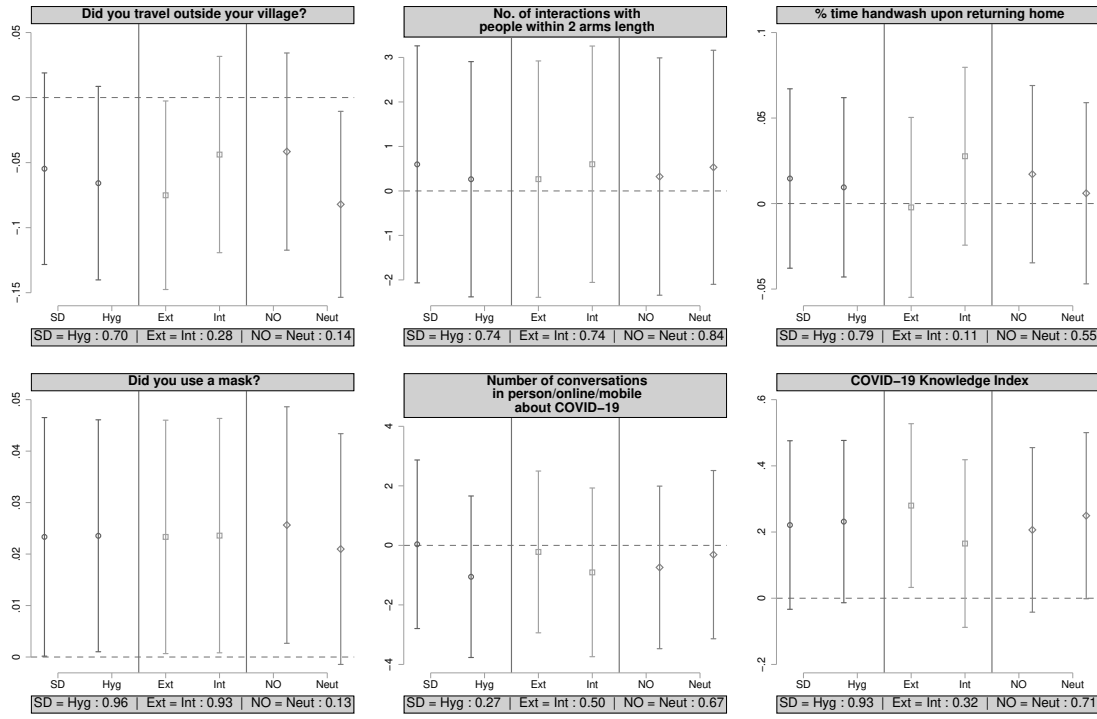 Did you travel outside your village?
.05
0
−.05
−.1
−.15
SD Hyg Ext Int NO Neut
SD = Hyg : 0.70 | Ext = Int : 0.28 | NO = Neut : 0.14
No. of interactions with
people within 2 arms length
3
2
1
0
−1
−2
SD Hyg Ext Int NO Neut
SD = Hyg : 0.74 | Ext = Int : 0.74 | NO = Neut : 0.84
% time handwash upon returning home
.1
.05
0
−.05
SD Hyg Ext Int NO Neut
SD = Hyg : 0.79 | Ext = Int : 0.11 | NO = Neut : 0.55
Did you use a mask?
.05
.04
.03
.02
.01
0
SD Hyg Ext Int NO Neut
SD = Hyg : 0.96 | Ext = Int : 0.93 | NO = Neut : 0.13
Number of conversations
in person/online/mobile
about COVID−19
4
2
0
−2
−4
SD Hyg Ext Int NO Neut
SD = Hyg : 0.27 | Ext = Int : 0.50 | NO = Neut : 0.67
COVID−19 Knowledge Index
.6
.4
.2
0
−.2
SD Hyg Ext Int NO Neut
SD = Hyg : 0.93 | Ext = Int : 0.32 | NO = Neut : 0.71